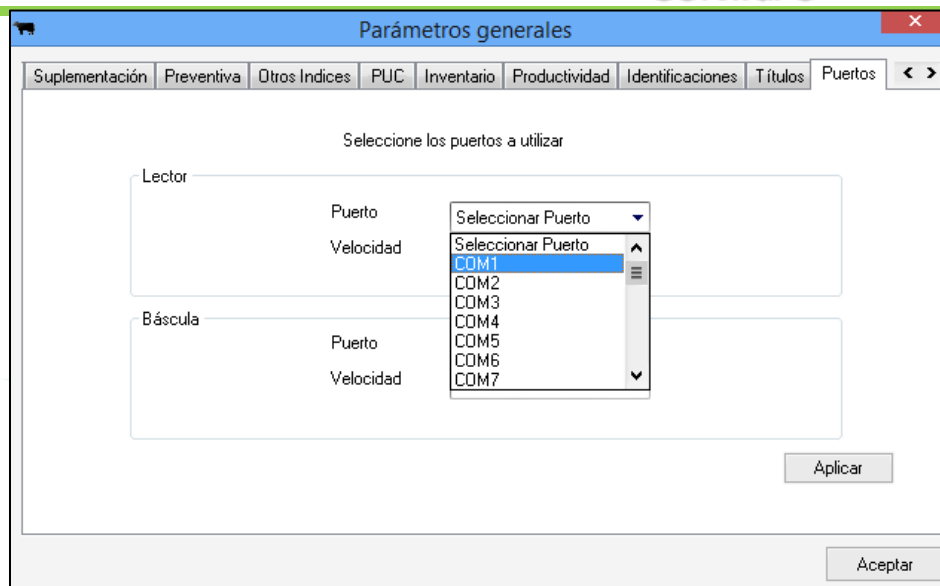 Parámetros generales
Suplementación Preventiva Otros Indices PUC Inventario Productividad Identificaciones Títulos Puertos
Seleccione los puertos a utilizar
Lector
Puerto Seleccionar Puerto
Velocidad Seleccionar Puerto
COM1
COM2
COM3
Báscula COM4
Puerto COM5
COM6
Velocidad COM7
Aplicar
Aceptar